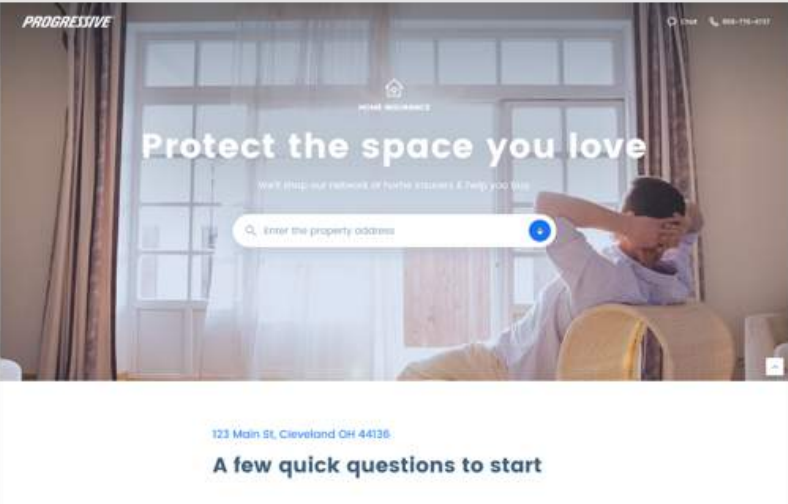 PROGRESSIVE
Chat
HOME INSURANCE
Protect the space you love
We'll shop our network of home insurers & help you buy.
Enter the property address
123 Main St, Cleveland OH 44136
A few quick questions to start